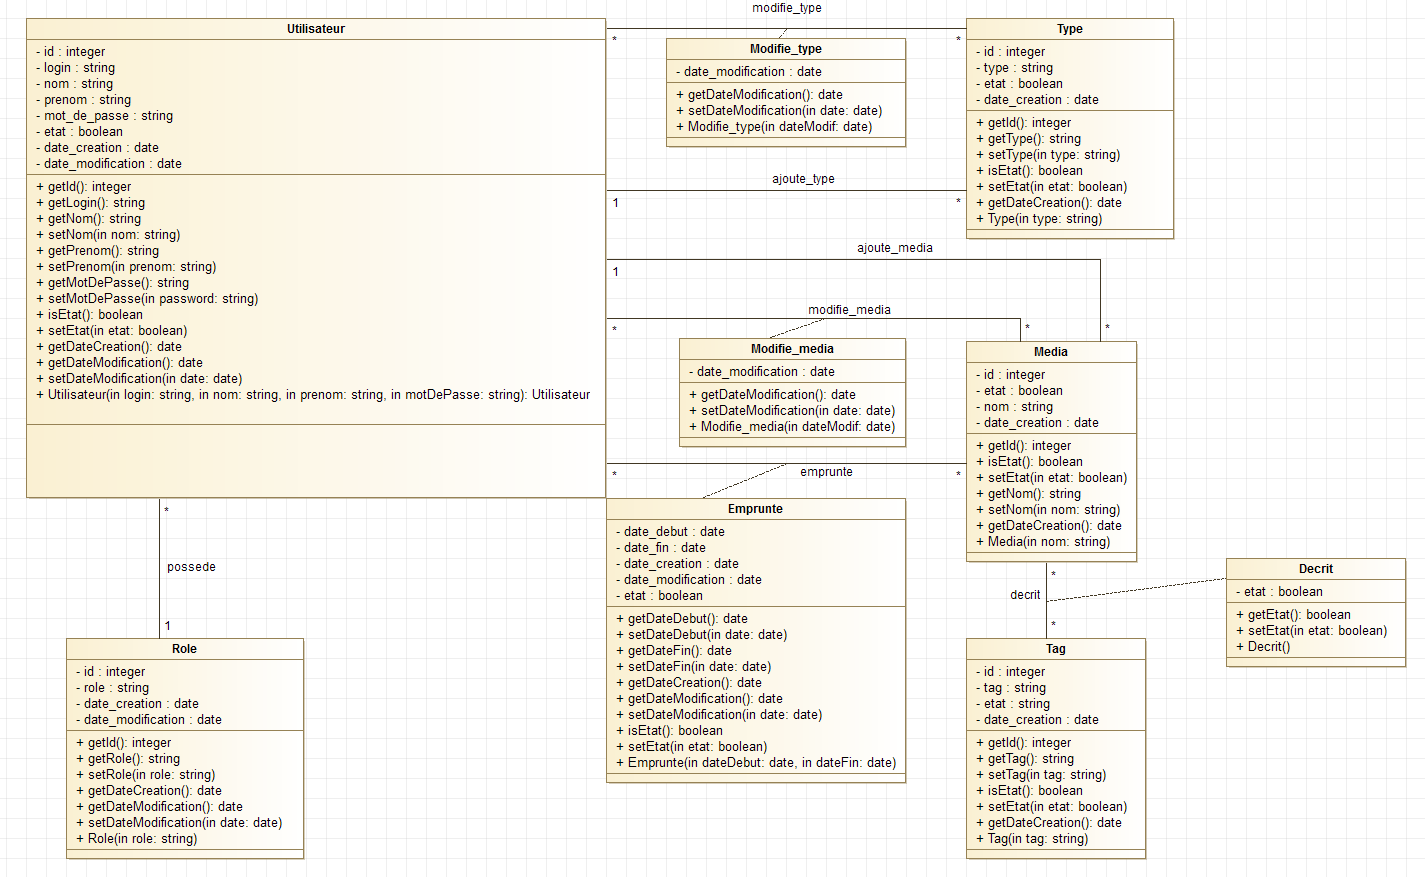 modifie_type
Utilisateur
- id : integer
- login : string
- nom : string
- prenom : string
- mot_de_passe : string
- etat : boolean
- date_creation : date
- date_modification : date
+ getId(): integer
+ getLogin(): string
+ getNom(): string
+ setNom(in nom: string)
+ getPrenom(): string
+ setPrenom(in prenom: string)
+ getMotDePasse(): string
+ setMotDePasse(in password: string)
+ isEtat(): boolean
+ setEtat(in etat: boolean)
+ getDateCreation(): date
+ getDateModification(): date
+ setDateModification(in date: date)
+ Utilisateur(in login: string, in nom: string, in prenom: string, in motDePasse: string): Utilisateur
*
*
Modifie_type
- date_modification : date
+ getDateModification(): date
+ setDateModification(in date: date)
+ Modifie_type(in dateModif: date)
Type
- id : integer
- type : string
- etat : boolean
- date_creation : date
+ getId(): integer
+ getType(): string
+ setType(in type: string)
+ isEtat(): boolean
+ setEtat(in etat: boolean)
+ getDateCreation(): date
+ Type(in type: string)
ajoute_type
1
*
ajoute_media
1
*
modifie_media
*
*
Modifie_media
- date_modification : date
+ getDateModification(): date
+ setDateModification(in date: date)
+ Modifie_media(in dateModif: date)
Media
- id : integer
- etat : boolean
- nom : string
- date_creation : date
+ getId(): integer
+ isEtat(): boolean
+ setEtat(in etat: boolean)
+ getNom(): string
+ setNom(in nom: string)
+ getDateCreation(): date
+ Media(in nom: string)
*
emprunte
*
Emprunte
- date_debut : date
- date_fin : date
- date_creation : date
- date_modification : date
- etat : boolean
+ getDateDebut(): date
+ setDateDebut(in date: date)
+ getDateFin(): date
+ setDateFin(in date: date)
+ getDateCreation(): date
+ getDateModification(): date
+ setDateModification(in date: date)
+ isEtat(): boolean
+ setEtat(in etat: boolean)
+ Emprunte(in dateDebut: date, in dateFin: date)
*
possede
1
Role
- id : integer
- role : string
- date_creation : date
- date_modification : date
+ getId(): integer
+ getRole(): string
+ setRole(in role: string)
+ getDateCreation(): date
+ getDateModification(): date
+ setDateModification(in date: date)
+ Role(in role: string)
*
decrit
*
Decrit
- etat : boolean
+ getEtat(): boolean
+ setEtat(in etat: boolean)
+ Decrit()
Tag
- id : integer
- tag : string
- etat : string
- date_creation : date
+ getId(): integer
+ getTag(): string
+ setTag(in tag: string)
+ isEtat(): boolean
+ setEtat(in etat: boolean)
+ getDateCreation(): date
+ Tag(in tag: string)